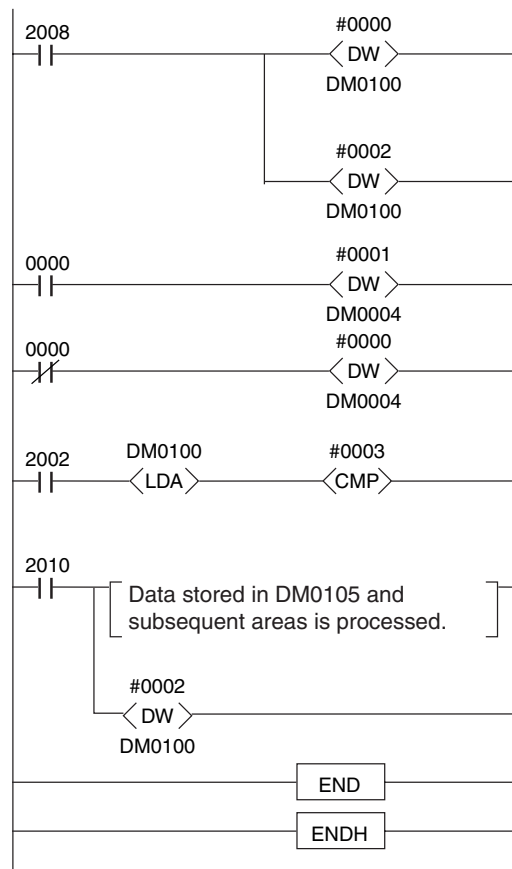 2008
#0000
DW
DM0100
#0002
DW
DM0100
0000
#0001
DW
DM0004
0000
#0000
DW
DM0004
2002
DM0100
LDA
#0003
CMP
2010
Data stored in DM0105 and
subsequent areas is processed.
#0002
DW
DM0100
END
ENDH